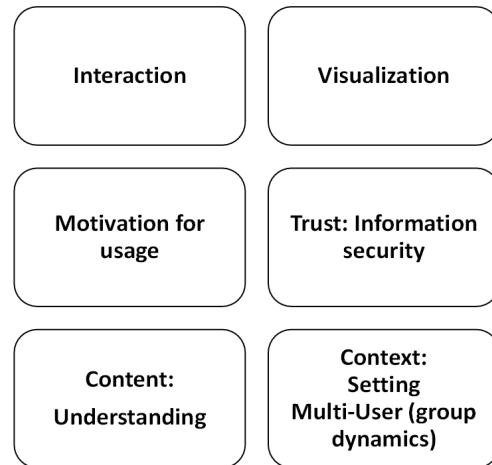 Interaction
Visualization
Motivation for
usage
Trust: Information
security
Content:
Understanding
Context:
Setting
Multi-User (group
dynamics)